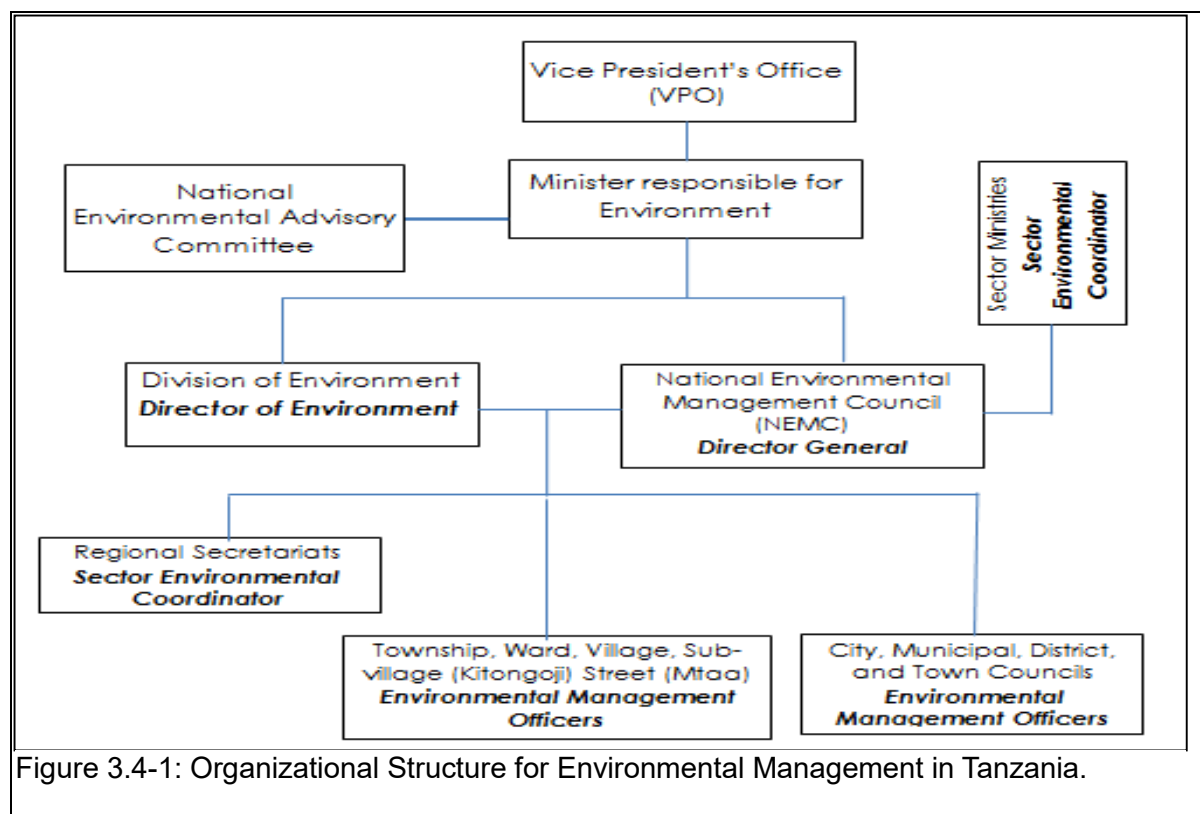 Vice President's Office
(VPO)
National
Environmental Advisory
Committee
Minister responsible for
Environment
Sector Ministries
Sector
Environmental
Coordinator
Division of Environment
Director of Environment
National Environmental
Management Council
(NEMC)
Director General
Regional Secretariats
Sector Environmental
Coordinator
Township, Ward, Village, Sub-
village (Kitongoji) Street (Mtaa)
Environmental Management
Officers
City, Municipal, District,
and Town Councils
Environmental
Management Officers
Figure 3.4-1: Organizational Structure for Environmental Management in Tanzania.